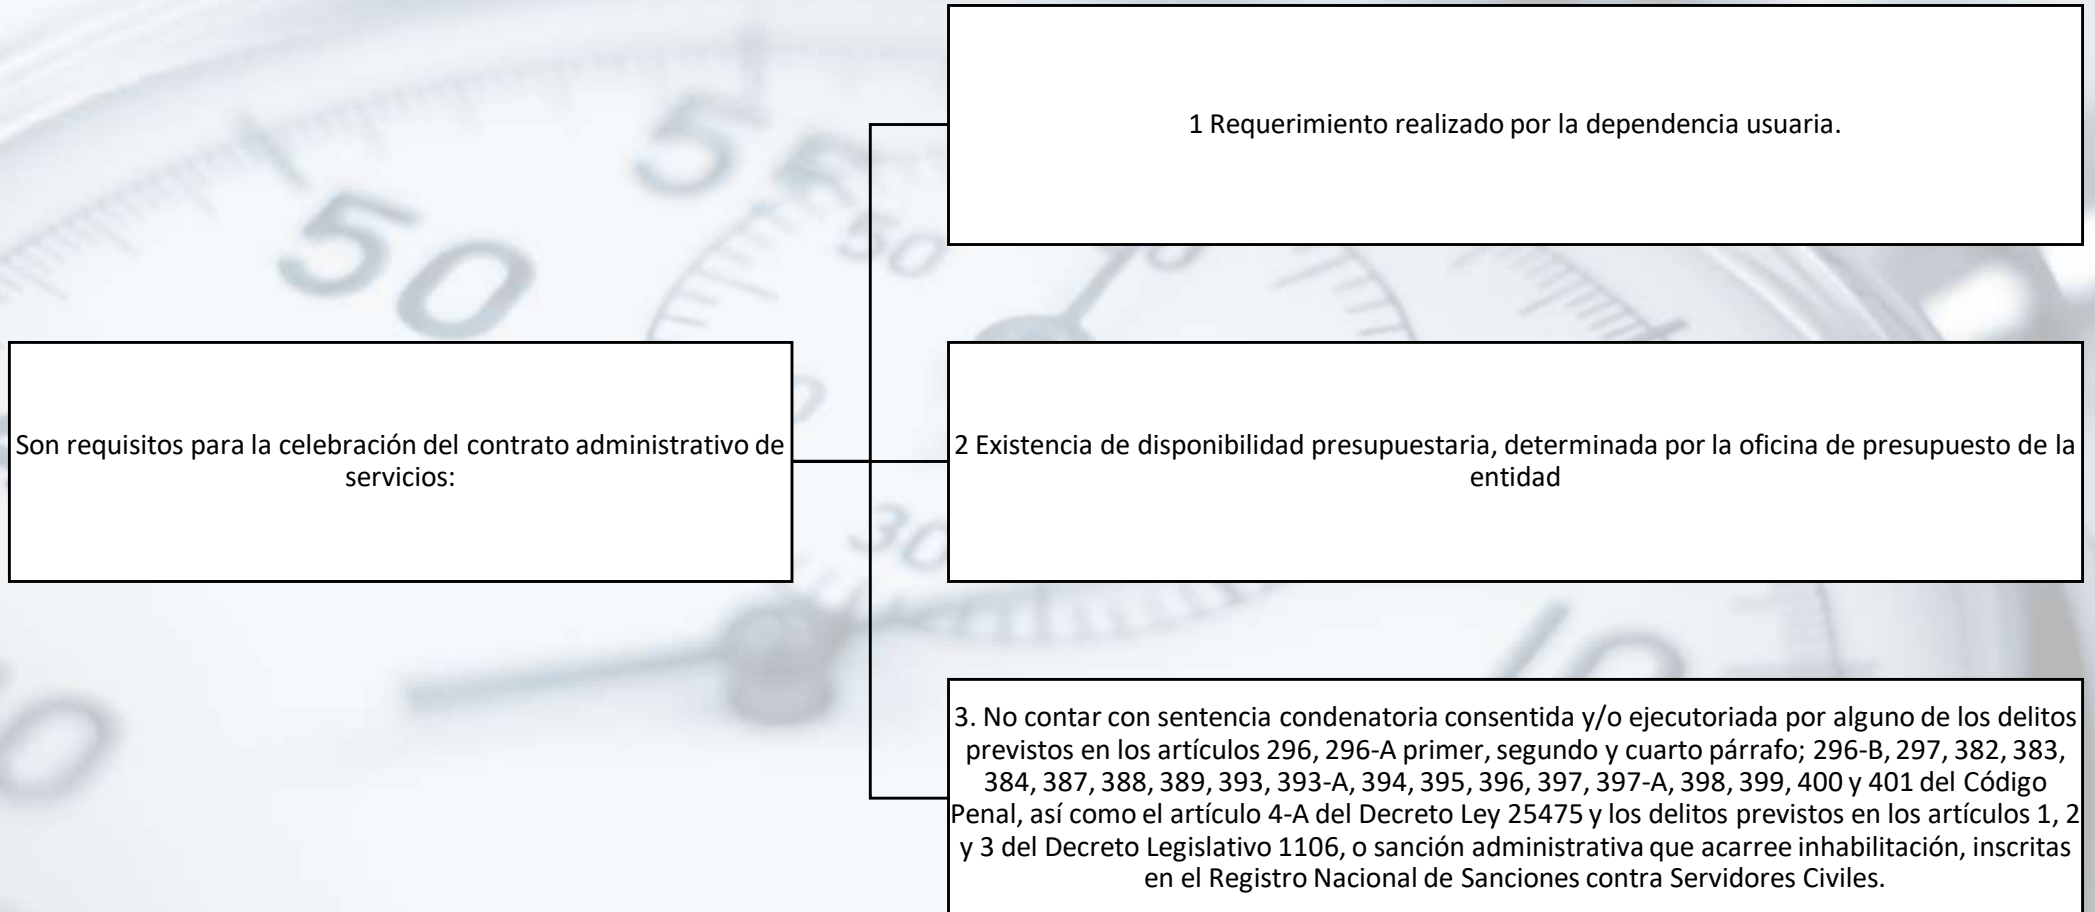 Son requisitos para la celebración del contrato administrativo de
servicios:
1 Requerimiento realizado por la dependencia usuaria.
2 Existencia de disponibilidad presupuestaria, determinada por la oficina de presupuesto de la
entidad
3. No contar con sentencia condenatoria consentida y/o ejecutoriada por alguno de los delitos
previstos en los artículos 296, 296-A primer, segundo y cuarto párrafo; 296-B, 297, 382, 383,
384, 387, 388, 389, 393, 393-A, 394, 395, 396, 397, 397-A, 398, 399, 400 y 401 del Código
Penal, así como el artículo 4-A del Decreto Ley 25475 y los delitos previstos en los artículos 1, 2
y 3 del Decreto Legislativo 1106, o sanción administrativa que acarree inhabilitación, inscritas
en el Registro Nacional de Sanciones contra Servidores Civiles.
55
50
50
30
10